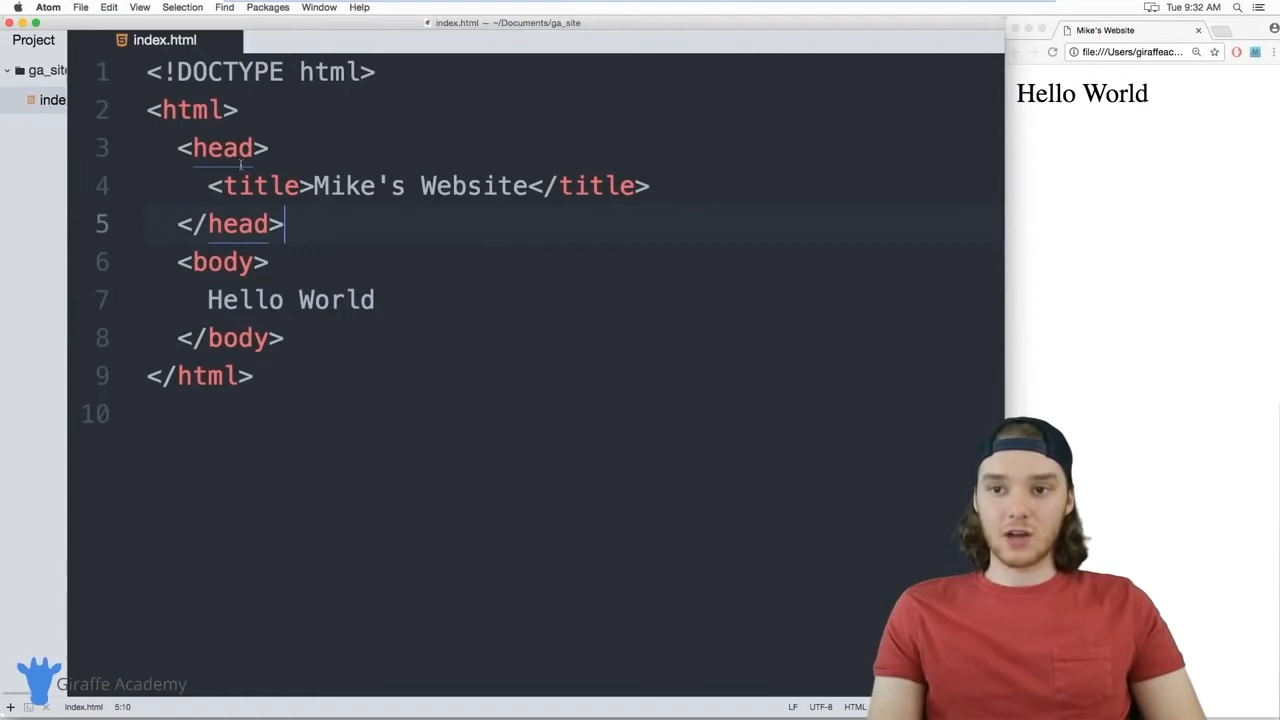 Atom File Edit View Selection Find Packages Window Help
Tue 9:32 AM
index.html — ~/Documents/ga_site
Project
index.html
Mike's Website
ga_sit
file:///Users/giraffeac...
inde
1 <!DOCTYPE html>
2 <html>
3 <head>
4 <title>Mike's Website</title>
5 </head>
6 <body>
7 Hello World
8 </body>
9 </html>
10
Hello World
Giraffe Academy
index.html 5:10
LF UTF-8 HTML